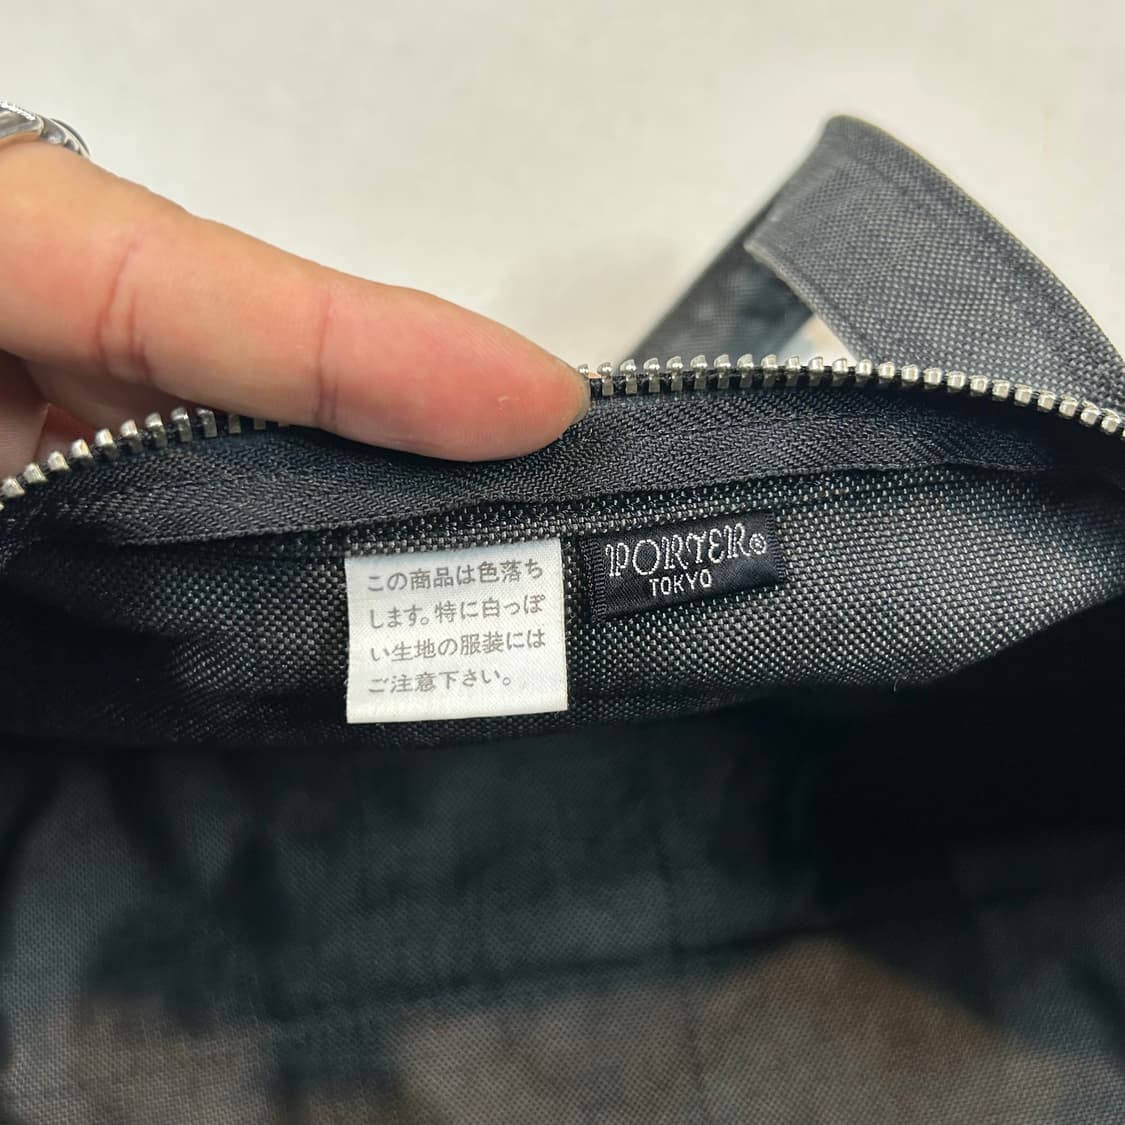 この商品は色落ち
します。特に白っぽ
い生地の服装には
ご注意下さい。
PORTER®
TOKYO